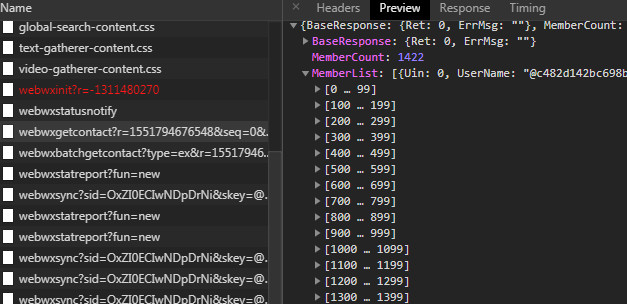 Name
global-search-content.css
text-gatherer-content.css
video-gatherer-content.css
webwxinit?r=-1311480270
webwxstatusnotify
webwxgetcontact?r=1551794676548&seq=0&...
webwxbatchgetcontact?type=ex&r=15517946...
webwxstatreport?fun=new
webwxsync?sid=OxZI0ECIwNDpDrNi&skey=@...
webwxstatreport?fun=new
webwxsync?sid=OxZI0ECIwNDpDrNi&skey=@...
webwxsync?sid=OxZI0ECIwNDpDrNi&skey=@...
webwxsync?sid=OxZI0ECIwNDpDrNi&skey=@...
× Headers Preview Response Timing
▼{BaseResponse: {Ret: 0, ErrMsg: ""}, MemberCount:
▶BaseResponse: {Ret: 0, ErrMsg: ""}
MemberCount: 1422
▼MemberList: [{Uin: 0, UserName: "@c482d142bc698b
▶[0 … 99]
▶[100 … 199]
▶[200 … 299]
▶[300 … 399]
▶[400 … 499]
▶[500 … 599]
▶[600 … 699]
▶[700 … 799]
▶[800 … 899]
▶[900 … 999]
▶[1000 … 1099]
▶[1100 … 1199]
▶[1200 … 1299]
▶[1300 … 1399]